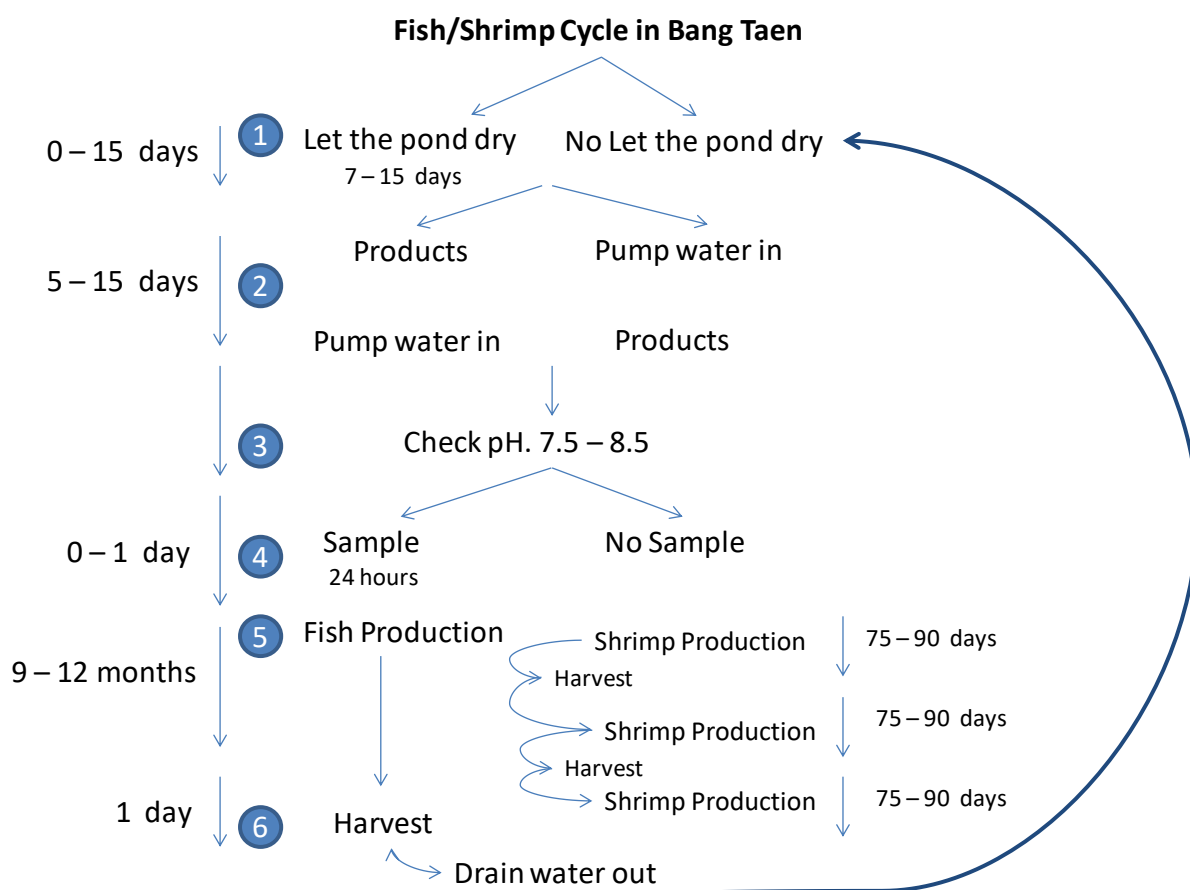 Fish/Shrimp Cycle in Bang Taen
0 – 15 days
1
Let the pond dry
7 – 15 days
No Let the pond dry
5 – 15 days
2
Products
Pump water in
Pump water in
Products
3
Check pH. 7.5 – 8.5
0 – 1 day
4
Sample
24 hours
No Sample
9 – 12 months
5
Fish Production
Shrimp Production
75 – 90 days
Harvest
Shrimp Production
75 – 90 days
Harvest
Shrimp Production
75 – 90 days
1 day
6
Harvest
Drain water out